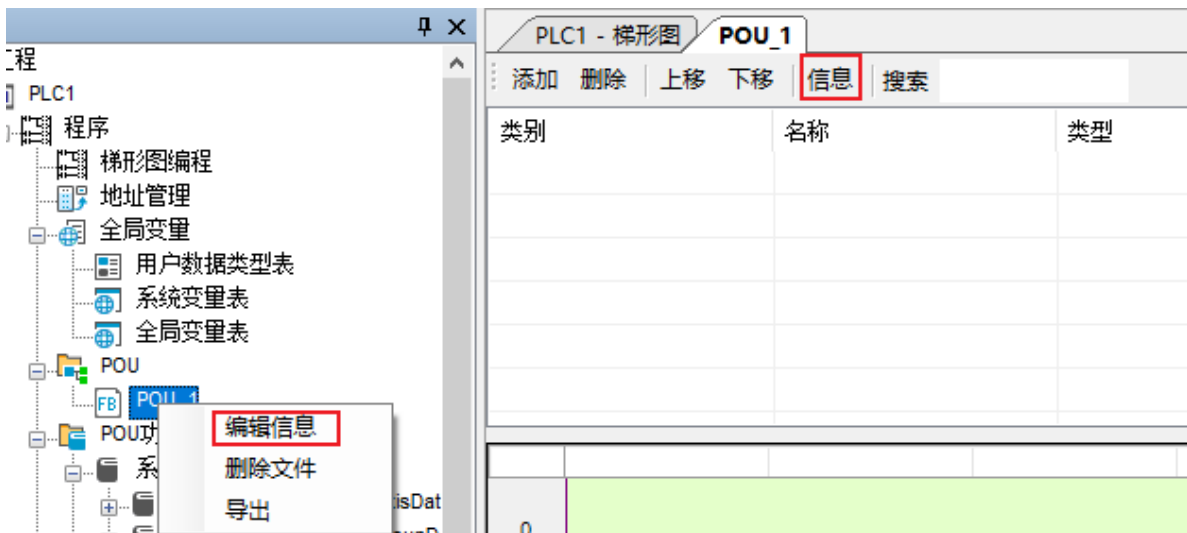 程
PLC1
程序
梯形图编程
地址管理
全局变量
用户数据类型表
系统变量表
全局变量表
POU
FB POU_1
POU功
系
isDat
编辑信息
删除文件
导出
PLC1 - 梯形图 POU_1
添加 删除 上移 下移 信息 搜索
类别 名称 类型
0